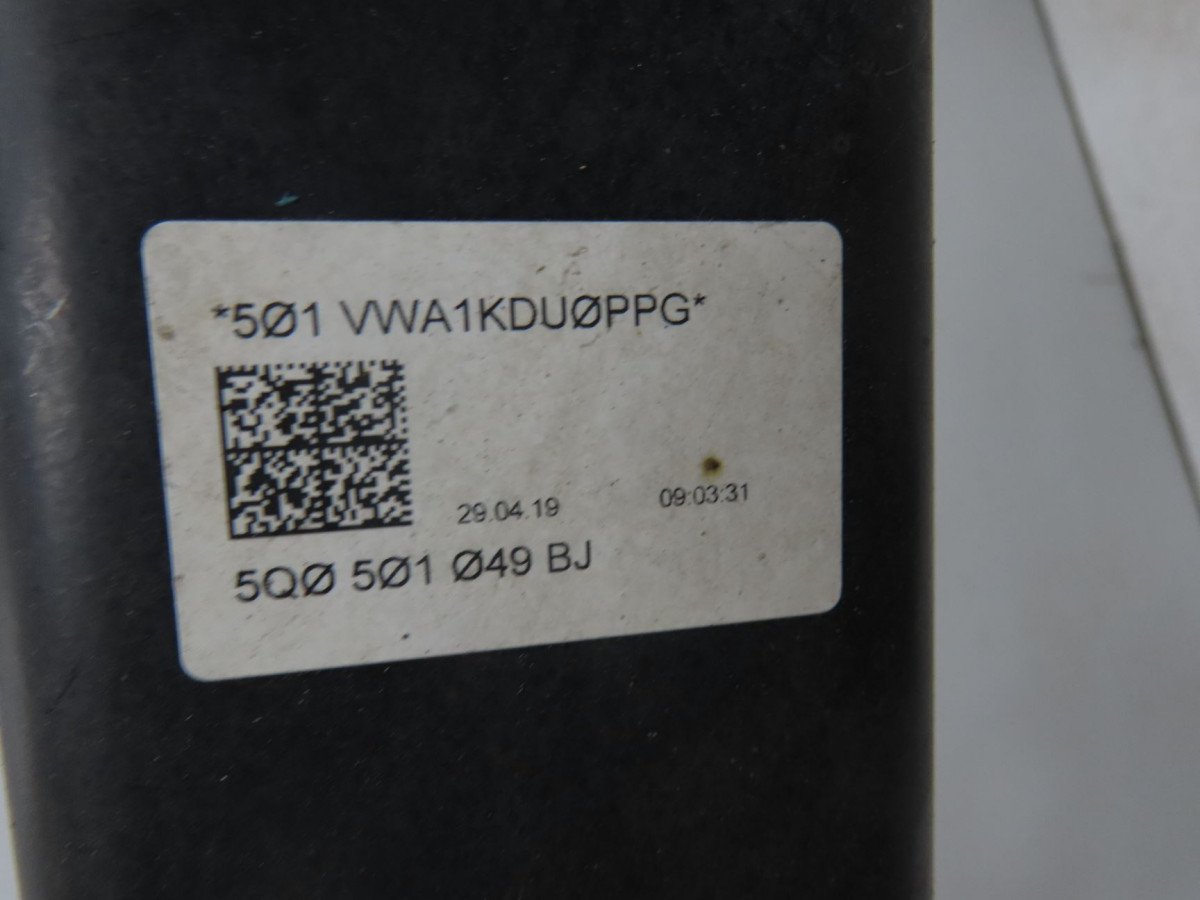 *5Ø1 VWA1KDUØPPG*
29.04.19 09:03:31
5QØ 5Ø1 Ø49 BJ